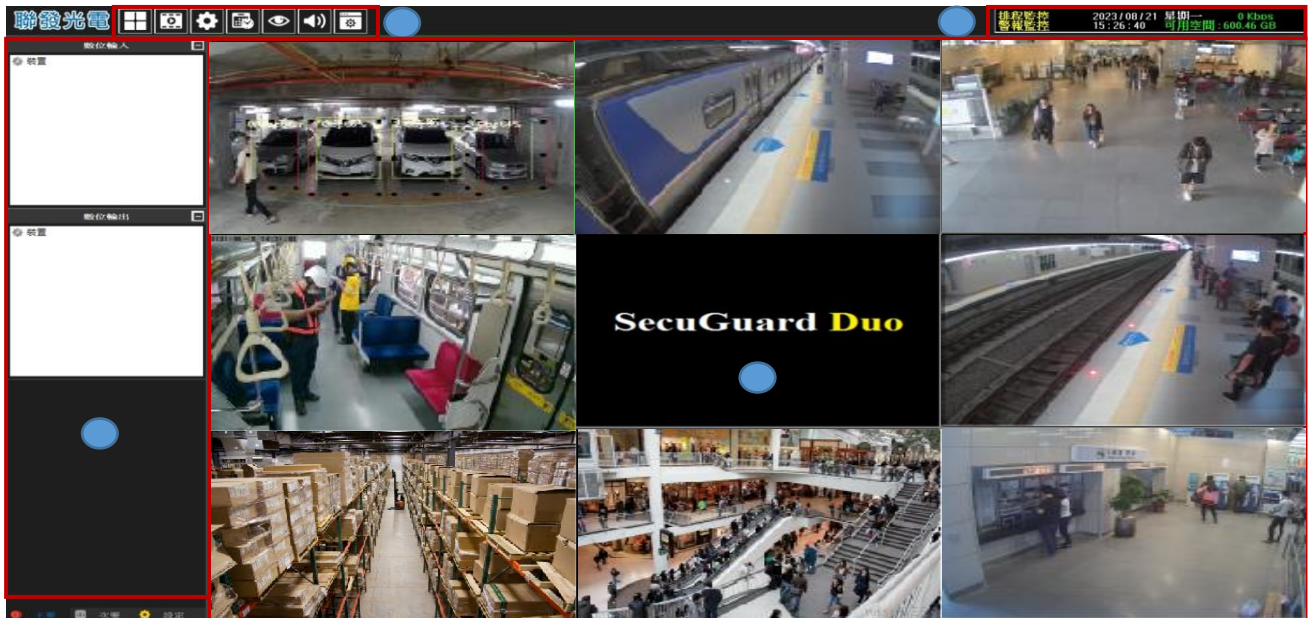 聯發光電
排程監控 2023/08/21 星期一 0 Kbps
警報監控 15:26:40 可用空間:600.46 GB
數位輸入
裝置
數位輸出
裝置
SecuGuard Duo
設定